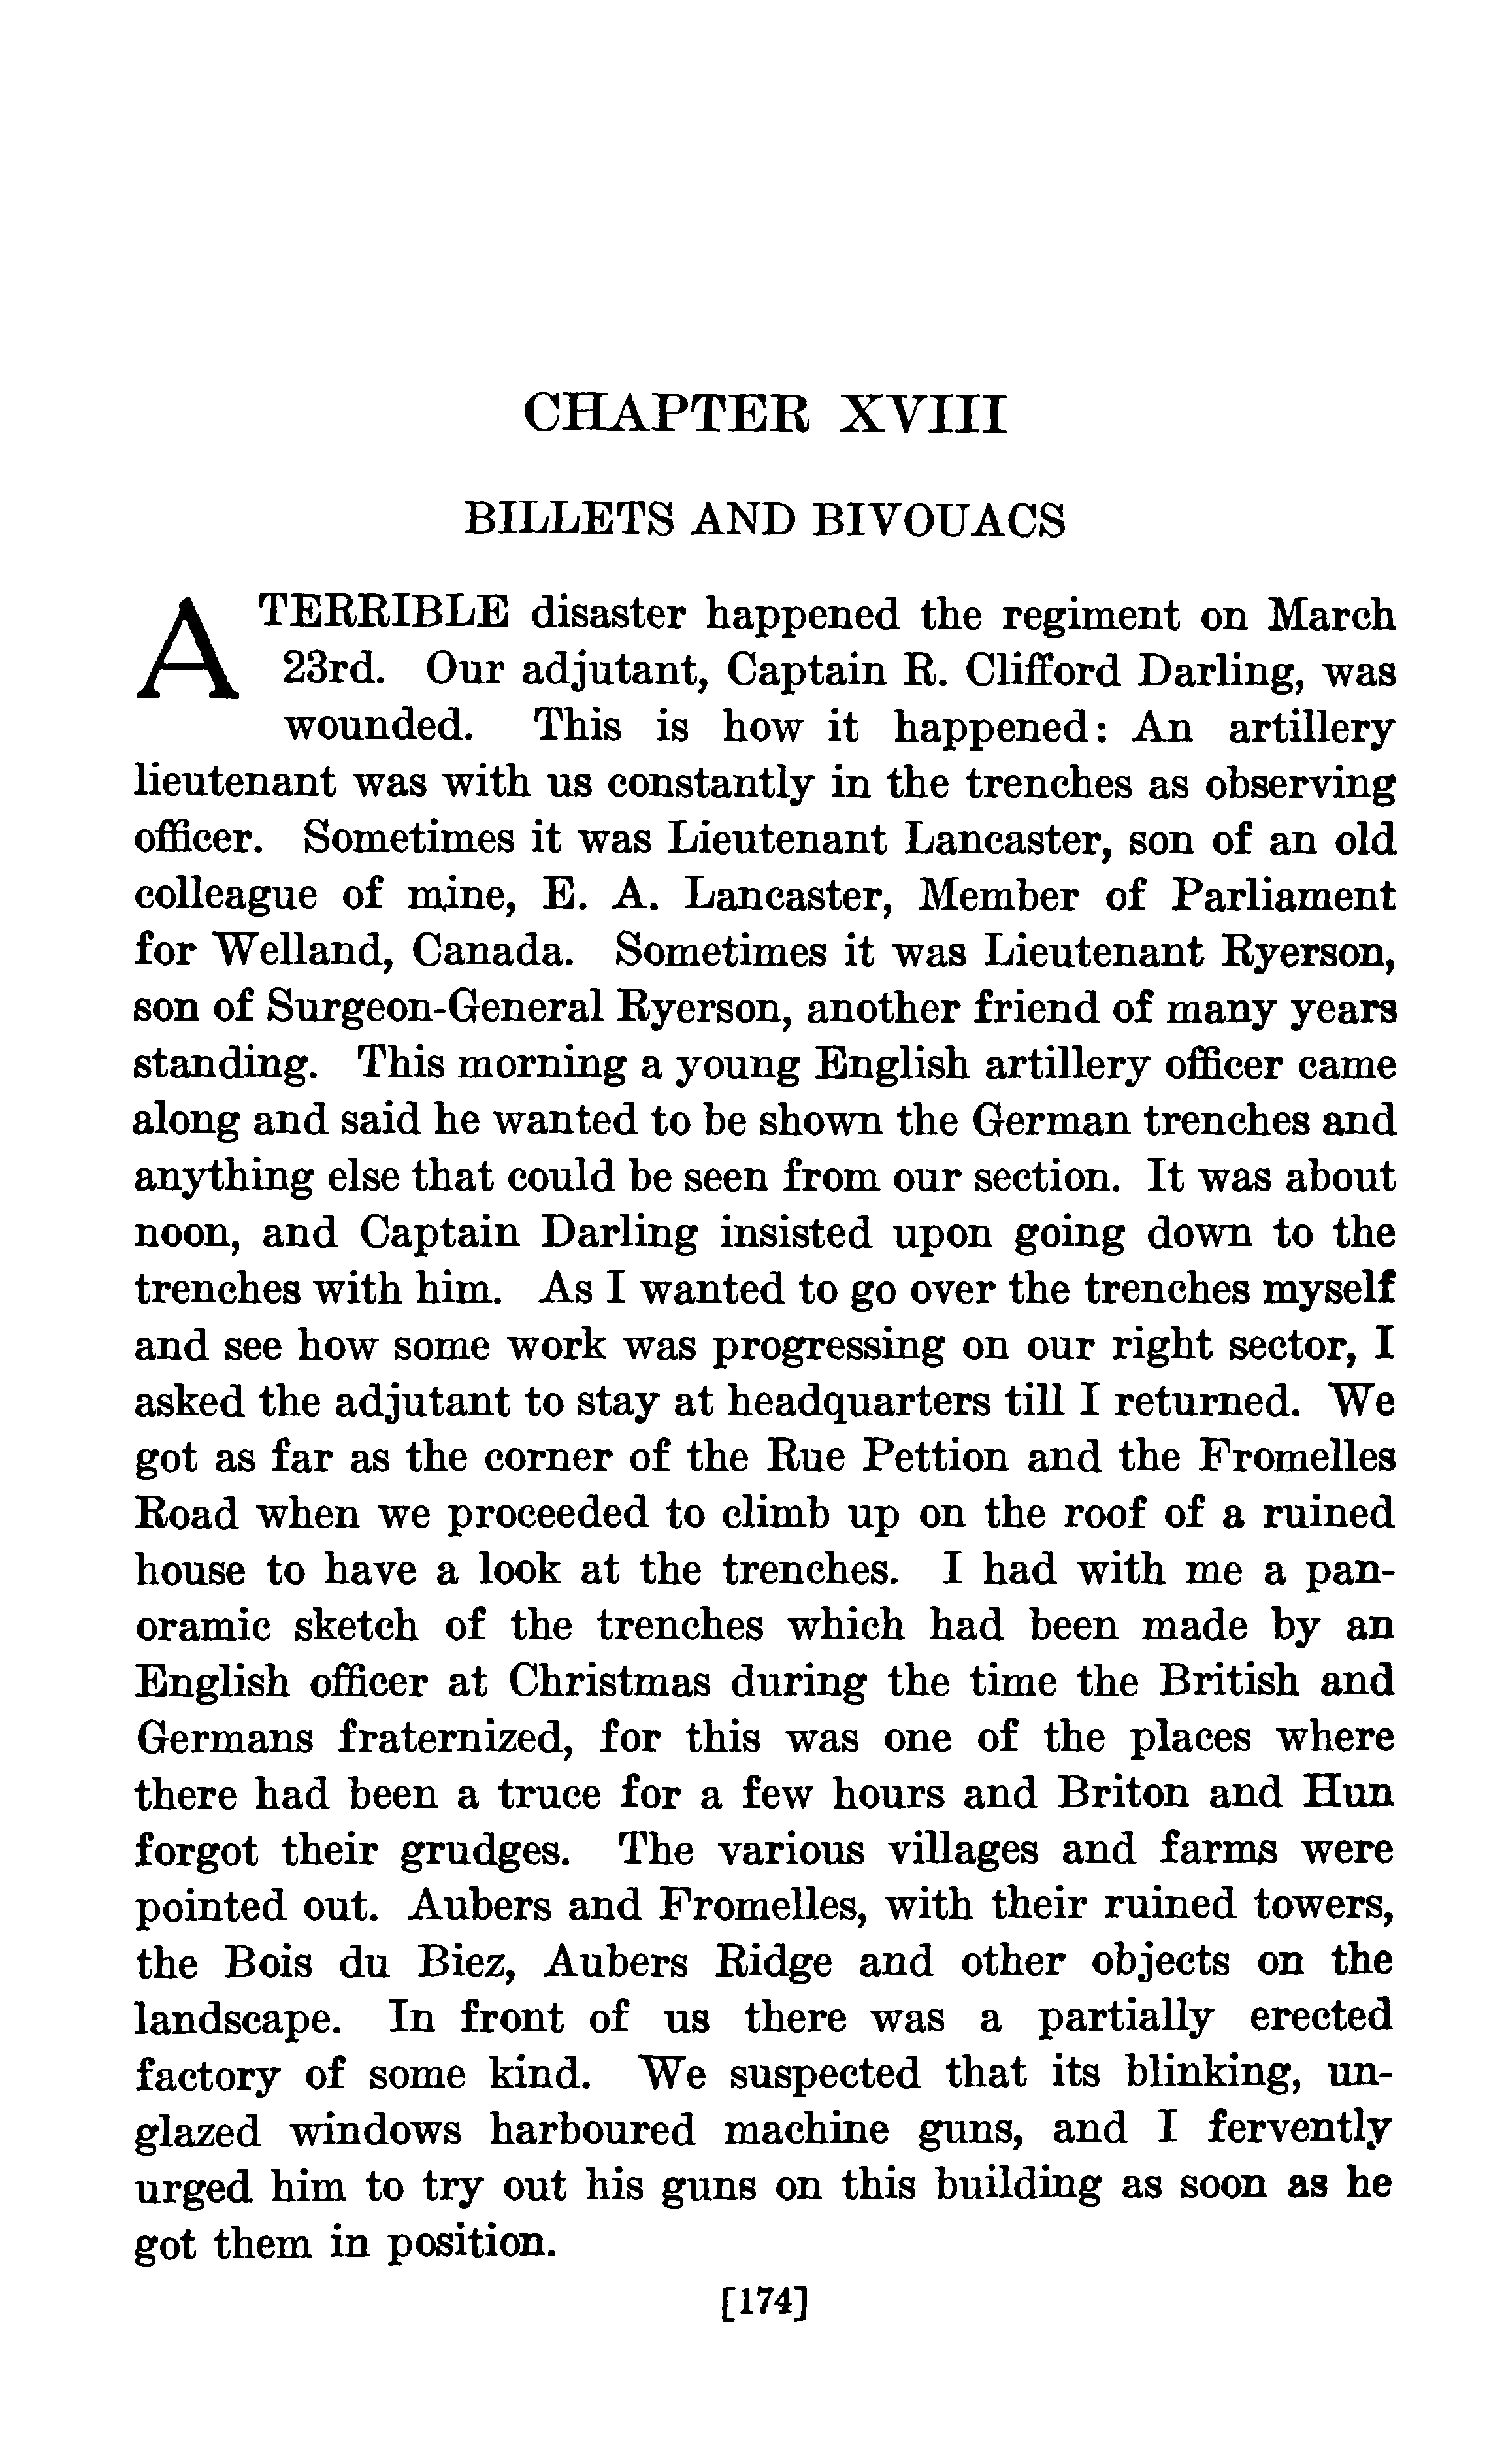 CHAPTER XVIII
BILLETS AND BIVOUACS
A TERRIBLE disaster happened the regiment on March
23rd. Our adjutant, Captain R. Clifford Darling, was
wounded. This is how it happened: An artillery
lieutenant was with us constantly in the trenches as observing
officer. Sometimes it was Lieutenant Lancaster, son of an old
colleague of mine, E. A. Lancaster, Member of Parliament
for Welland, Canada. Sometimes it was Lieutenant Ryerson,
son of Surgeon-General Ryerson, another friend of many years
standing. This morning a young English artillery officer came
along and said he wanted to be shown the German trenches and
anything else that could be seen from our section. It was about
noon, and Captain Darling insisted upon going down to the
trenches with him. As I wanted to go over the trenches myself
and see how some work was progressing on our right sector, I
asked the adjutant to stay at headquarters till I returned. We
got as far as the corner of the Rue Pettion and the Fromelles
Road when we proceeded to climb up on the roof of a ruined
house to have a look at the trenches. I had with me a pan-
oramic sketch of the trenches which had been made by an
English officer at Christmas during the time the British and
Germans fraternized, for this was one of the places where
there had been a truce for a few hours and Briton and Hun
forgot their grudges. The various villages and farms were
pointed out. Aubers and Fromelles, with their ruined towers,
the Bois du Biez, Aubers Ridge and other objects on the
landscape. In front of us there was a partially erected
factory of some kind. We suspected that its blinking, un-
glazed windows harboured machine guns, and I fervently
urged him to try out his guns on this building as soon as he
got them in position.
[174]